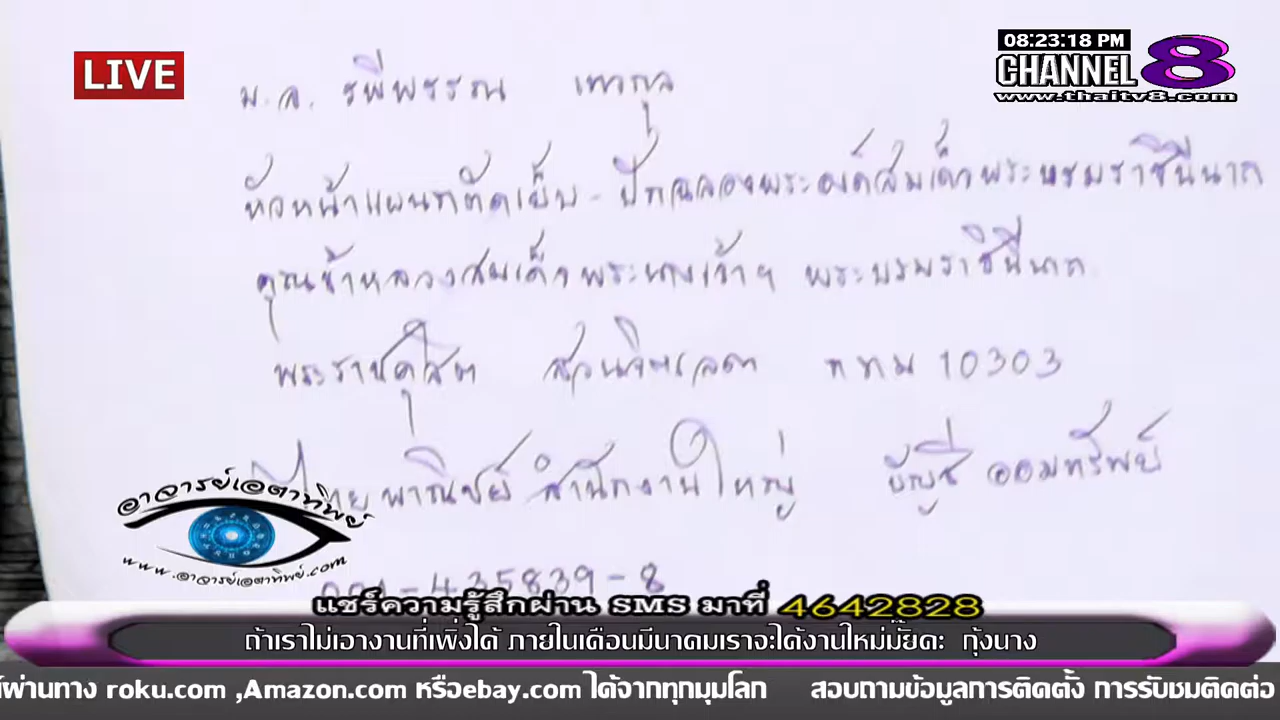 LIVE
08:23:18 PM
CHANNEL 8
www.thaitv8.com
ม.ล. รพีพรรณ เทวกุล
หัวหน้าแผนกตัดเย็บ - ปักฉลองพระองค์สมเด็จพระบรมราชินีนาถ
คุณข้าหลวงสมเด็จพระนางเจ้าฯ พระบรมราชินีนาถ
พระราชดุสิต สวนจิตรลดา กทม 10303
ไทยพาณิชย์ สำนักงานใหญ่ บัญชี ออมทรัพย์
-435839-8
อาจารย์เอตาทิพย์
www.อาจารย์เอตาทิพย์.com
แชร์ความรู้สึกผ่าน SMS มาที่ 4642828
ถ้าเราไม่เอางานที่เพิ่งได้ ภายในเดือนมีนาคมเราจะได้งานใหม่มั๊ยคะ กุ้งนาง
ผ่านทาง roku.com ,Amazon.com หรือebay.com ได้จากทุกมุมโลก สอบถามข้อมูลการติดตั้ง การรับชมติดต่อ